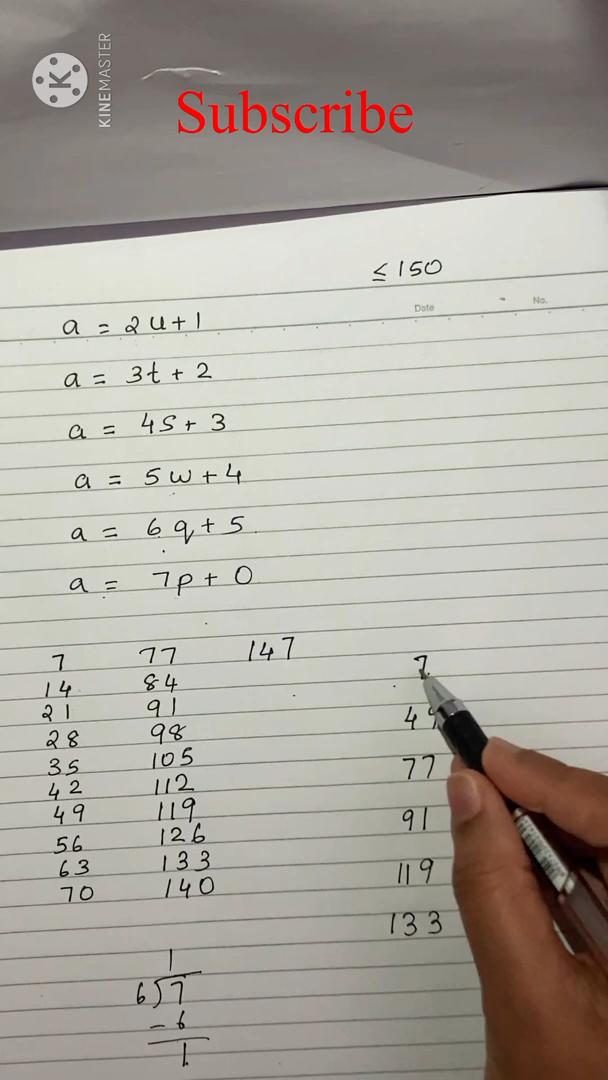 KINEMASTER
Subscribe
≤ 150
Date No.
a = 2u + 1
a = 3t + 2
a = 4s + 3
a = 5w + 4
a = 6q + 5
a = 7p + 0
7 77 147 7
14 84
21 91 49
28 98
35 105 77
42 112
49 119 91
56 126
63 133 119
70 140
133
1
6)7
- 6
1